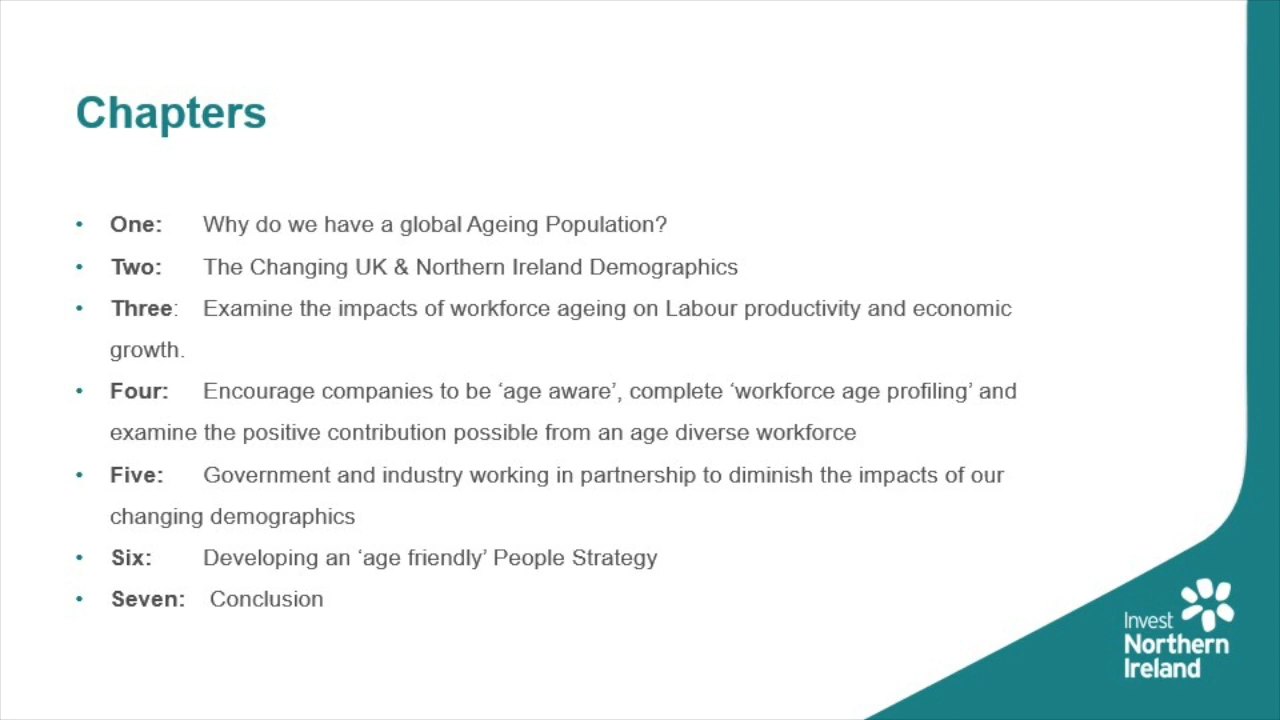 Chapters
• One: Why do we have a global Ageing Population?
• Two: The Changing UK & Northern Ireland Demographics
• Three: Examine the impacts of workforce ageing on Labour productivity and economic
growth.
• Four: Encourage companies to be ‘age aware’, complete ‘workforce age profiling’ and
examine the positive contribution possible from an age diverse workforce
• Five: Government and industry working in partnership to diminish the impacts of our
changing demographics
• Six: Developing an ‘age friendly’ People Strategy
• Seven: Conclusion
Invest
Northern
Ireland